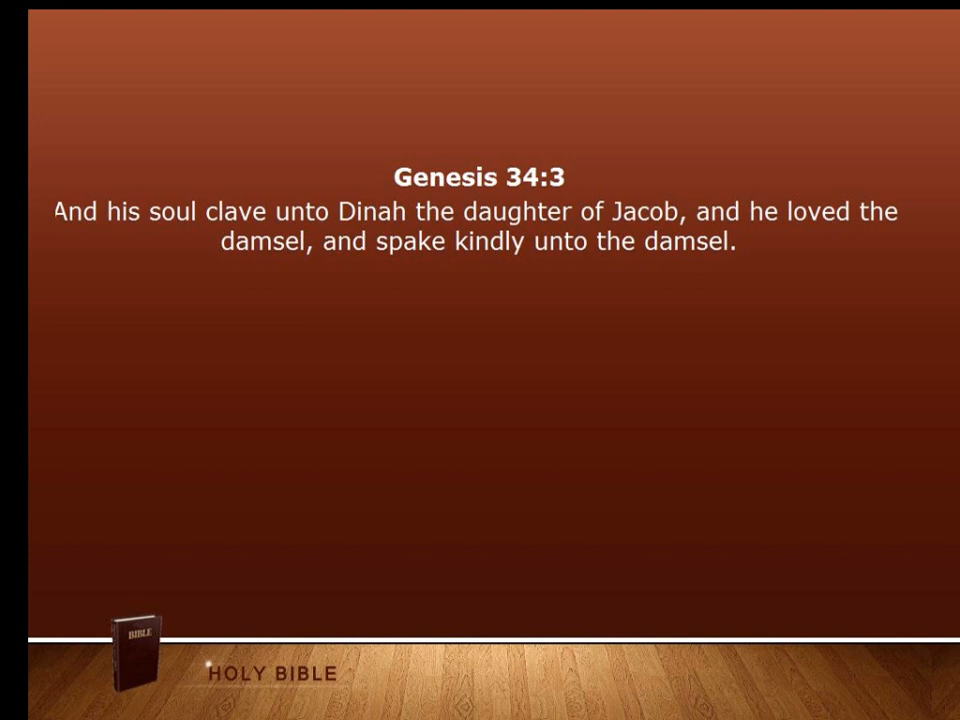 Genesis 34:3
And his soul clave unto Dinah the daughter of Jacob, and he loved the
damsel, and spake kindly unto the damsel.
BIBLE
HOLY BIBLE